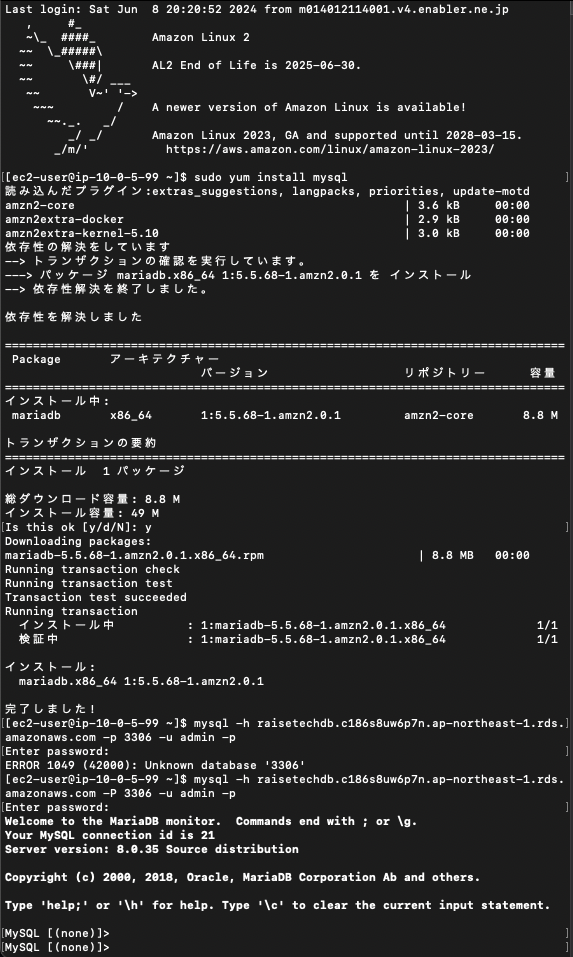 Last login: Sat Jun  8 20:20:52 2024 from m014012114001.v4.enabler.ne.jp
   ,     #_
   ~\_  ####_        Amazon Linux 2
  ~~  \_#####\
  ~~     \###|       AL2 End of Life is 2025-06-30.
  ~~       \#/ ___
   ~~       V~' '->
    ~~~         /    A newer version of Amazon Linux is available!
      ~~._.   _/
         _/ _/       Amazon Linux 2023, GA and supported until 2028-03-15.
       _/m/'           https://aws.amazon.com/linux/amazon-linux-2023/
[[ec2-user@ip-10-0-5-99 ~]$ sudo yum install mysql ]
読み込んだプラグイン:extras_suggestions, langpacks, priorities, update-motd
amzn2-core | 3.6 kB 00:00
amzn2extra-docker | 2.9 kB 00:00
amzn2extra-kernel-5.10 | 3.0 kB 00:00
依存性の解決をしています
--> トランザクションの確認を実行しています。
---> パッケージ mariadb.x86_64 1:5.5.68-1.amzn2.0.1 を インストール
--> 依存性解決を終了しました。
依存性を解決しました
================================================================================
Package アーキテクチャー
バージョン リポジトリー 容量
================================================================================
インストール中:
mariadb x86_64 1:5.5.68-1.amzn2.0.1 amzn2-core 8.8 M
トランザクションの要約
================================================================================
インストール 1 パッケージ
総ダウンロード容量: 8.8 M
インストール容量: 49 M
[Is this ok [y/d/N]: y ]
Downloading packages:
mariadb-5.5.68-1.amzn2.0.1.x86_64.rpm | 8.8 MB 00:00
Running transaction check
Running transaction test
Transaction test succeeded
Running transaction
インストール中 : 1:mariadb-5.5.68-1.amzn2.0.1.x86_64 1/1
検証中 : 1:mariadb-5.5.68-1.amzn2.0.1.x86_64 1/1
インストール:
mariadb.x86_64 1:5.5.68-1.amzn2.0.1
完了しました!
[[ec2-user@ip-10-0-5-99 ~]$ mysql -h raisetechdb.c186s8uw6p7n.ap-northeast-1.rds.]
amazonaws.com -p 3306 -u admin -p
[Enter password: ]
ERROR 1049 (42000): Unknown database '3306'
[[ec2-user@ip-10-0-5-99 ~]$ mysql -h raisetechdb.c186s8uw6p7n.ap-northeast-1.rds.]
amazonaws.com -P 3306 -u admin -p
[Enter password: ]
Welcome to the MariaDB monitor.  Commands end with ; or \g.
Your MySQL connection id is 21
Server version: 8.0.35 Source distribution
Copyright (c) 2000, 2018, Oracle, MariaDB Corporation Ab and others.
Type 'help;' or '\h' for help. Type '\c' to clear the current input statement.
[MySQL [(none)]> ]
[MySQL [(none)]> ]